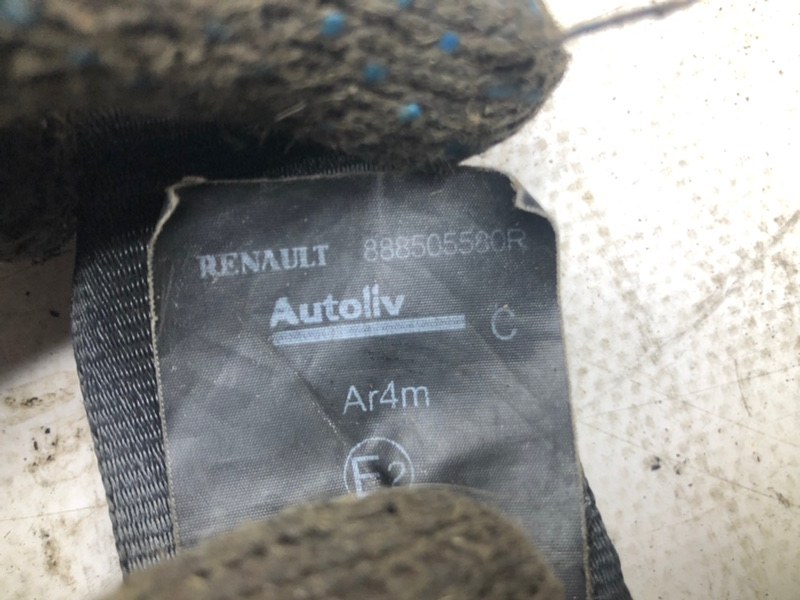 RENAULT 888505580R
Autoliv
C
Ar4m
E2